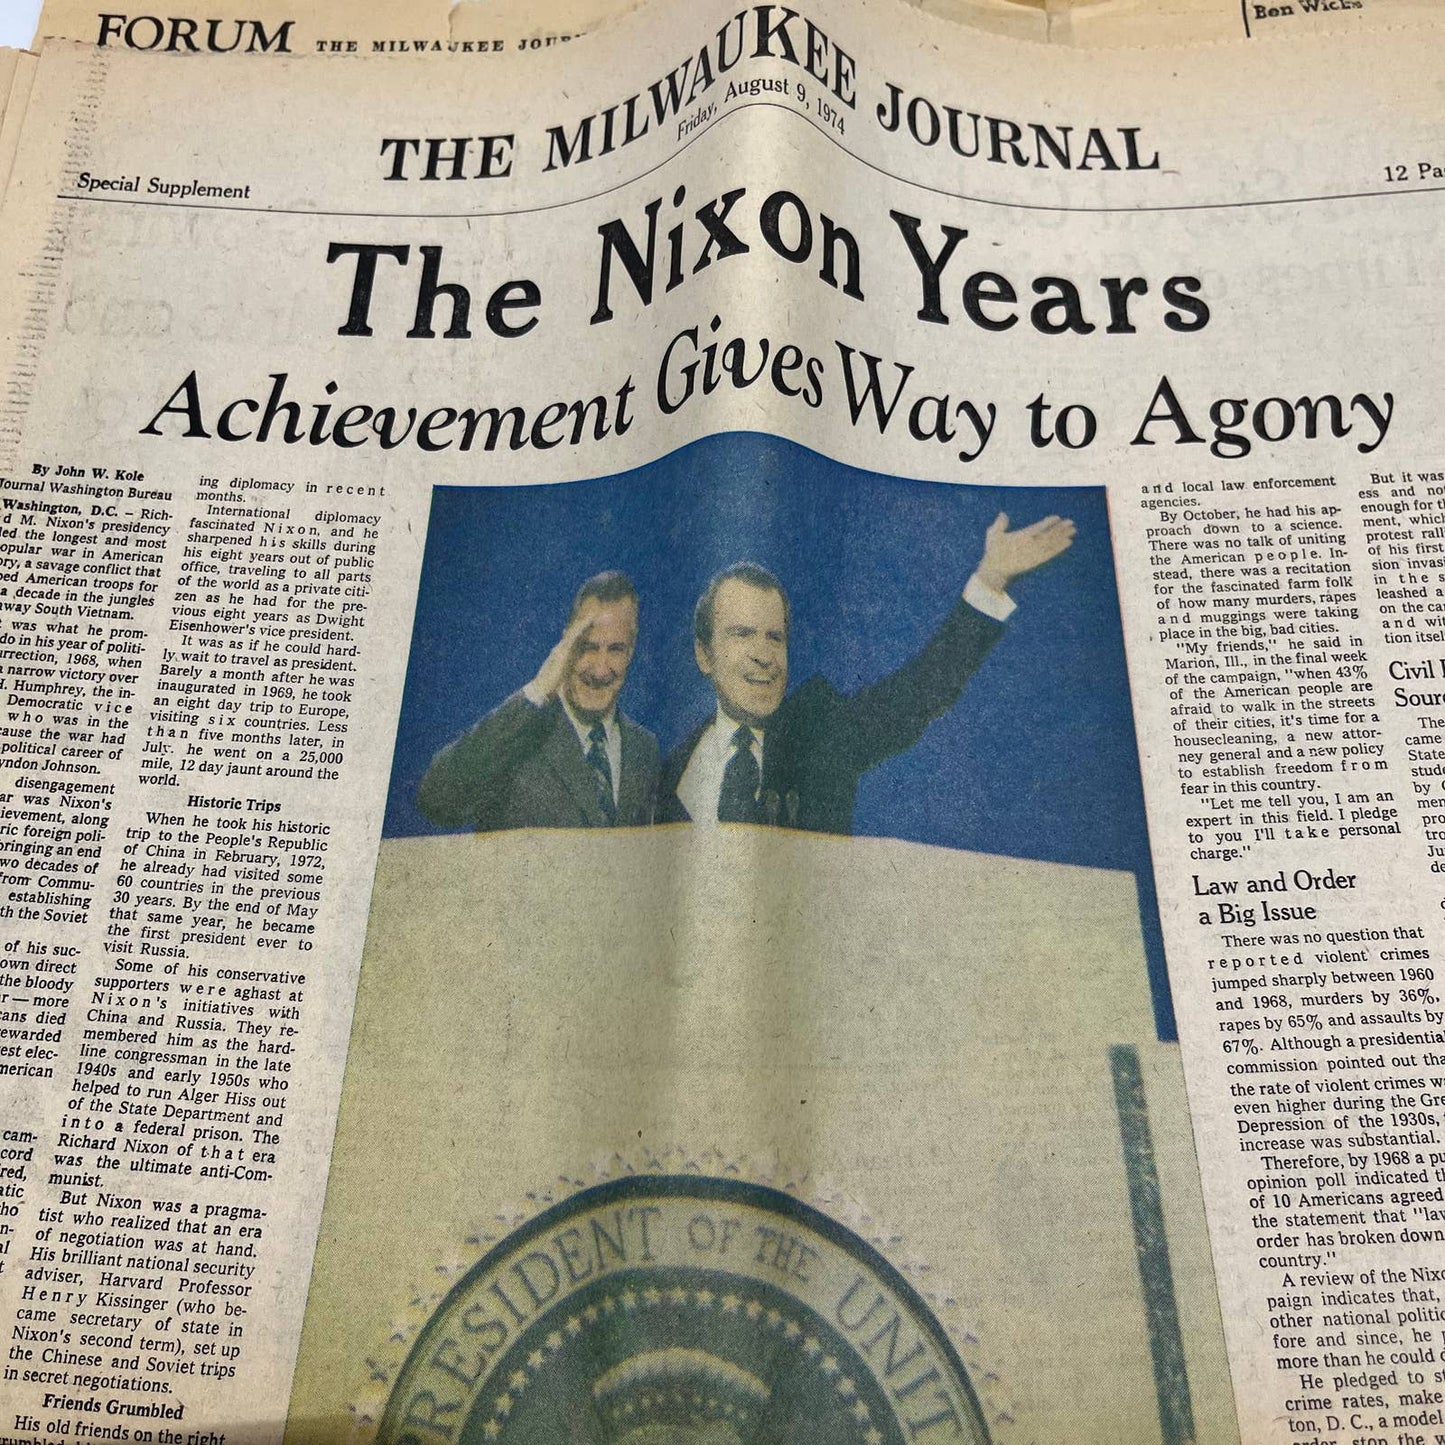 FORUM THE MILWAUKEE
Ben Wicks
THE MILWAUKEE JOURNAL
Friday, August 9, 1974
Special Supplement
12
The Nixon Years
Achievement Gives Way to Agony
By John W. Kole
Journal Washington Bureau
Washington, D.C. – Rich-
d M. Nixon's presidency
led the longest and most
opular war in American
ory, a savage conflict that
ped American troops for
a decade in the jungles
away South Vietnam.
was what he prom-
do in his year of politi-
urrection, 1968, when
a narrow victory over
H. Humphrey, the in-
Democratic vice
who was in the
cause the war had
political career of
yndon Johnson.
disengagement
ar was Nixon's
ievement, along
ric foreign poli-
bringing an end
wo decades of
from Commu-
establishing
th the Soviet
of his suc-
own direct
the bloody
r — more
cans died
ewarded
est elec-
merican
cam-
cord
red,
atic
ho
n-
al
t
ing diplomacy in recent
months.
International diplomacy
fascinated Nixon, and he
sharpened his skills during
his eight years out of public
office, traveling to all parts
of the world as a private citi-
zen as he had for the pre-
vious eight years as Dwight
Eisenhower's vice president.
It was as if he could hard-
ly wait to travel as president.
Barely a month after he was
inaugurated in 1969, he took
an eight day trip to Europe,
visiting six countries. Less
than five months later, in
July, he went on a 25,000
mile, 12 day jaunt around the
world.
Historic Trips
When he took his historic
trip to the People's Republic
of China in February, 1972,
he already had visited some
60 countries in the previous
30 years. By the end of May
that same year, he became
the first president ever to
visit Russia.
Some of his conservative
supporters were aghast at
Nixon's initiatives with
China and Russia. They re-
membered him as the hard-
line congressman in the late
1940s and early 1950s who
helped to run Alger Hiss out
of the State Department and
into a federal prison. The
Richard Nixon of that era
was the ultimate anti-Com-
munist.
But Nixon was a pragma-
tist who realized that an era
of negotiation was at hand.
His brilliant national security
adviser, Harvard Professor
Henry Kissinger (who be-
came secretary of state in
Nixon's second term), set up
the Chinese and Soviet trips
in secret negotiations.
Friends Grumbled
His old friends on the right
PRESIDENT OF THE UNIT
and local law enforcement
agencies.
By October, he had his ap-
proach down to a science.
There was no talk of uniting
the American people. In-
stead, there was a recitation
for the fascinated farm folk
of how many murders, rapes
and muggings were taking
place in the big, bad cities.
"My friends," he said in
Marion, Ill., in the final week
of the campaign, "when 43%
of the American people are
afraid to walk in the streets
of their cities, it's time for a
housecleaning, a new attor-
ney general and a new policy
to establish freedom from
fear in this country.
"Let me tell you, I am an
expert in this field. I pledge
to you I'll take personal
charge."
Law and Order
a Big Issue
There was no question that
reported violent crimes
jumped sharply between 1960
and 1968, murders by 36%,
rapes by 65% and assaults by
67%. Although a presidential
commission pointed out tha
the rate of violent crimes w
even higher during the Gre
Depression of the 1930s,
increase was substantial.
Therefore, by 1968 a pu
opinion poll indicated th
of 10 Americans agreed
the statement that "law
order has broken down
country."
A review of the Nixo
paign indicates that,
other national politic
fore and since, he
more than he could d
He pledged to st
crime rates, make
ton, D. C., a model
order, stop the w
But it was
ess and not
enough for th
ment, which
protest rall
of his first
sion invas
in the s
leashed a
on the ca
and wit
tion itsel
Civil
Sour
The
came
State
stud
by
men
pro
tro
Ju
de